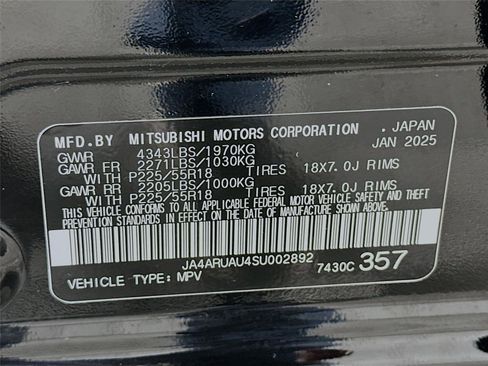 MFD.BY MITSUBISHI MOTORS CORPORATION . JAPAN
GVWR 4343LBS/1970KG JAN 2025
GAWR FR 2271LBS/1030KG
WITH P225/55R18 TIRES 18X7.0J RIMS
GAWR RR 2205LBS/1000KG
WITH P225/55R18 TIRES 18X7.0J RIMS
THIS VEHICLE CONFORMS TO ALL APPLICABLE FEDERAL MOTOR VEHICLE SAFETY, BUMPER AND THEFT
PREVENTION STANDARDS IN EFFECT ON THE DATE OF MANUFACTURE SHOWN ABOVE.
JA4ARUAU4SU002892 7430C 357
VEHICLE TYPE: MPV